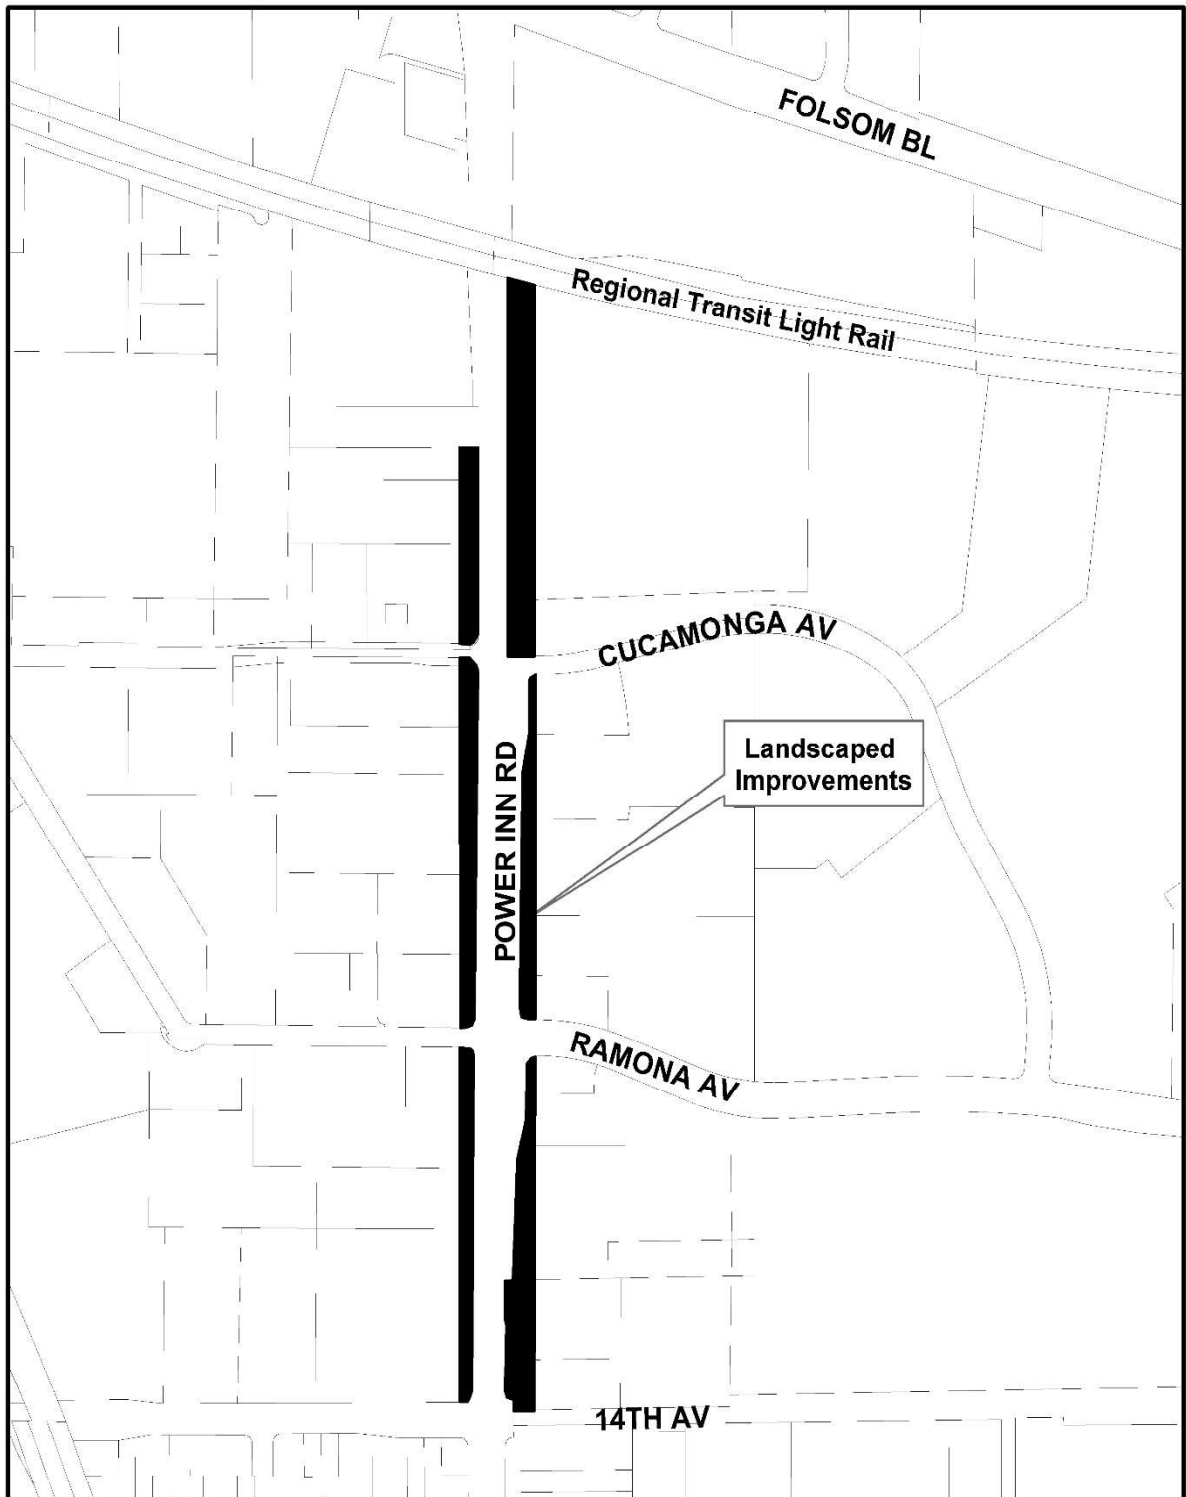 FOLSOM BL
Regional Transit Light Rail
CUCAMONGA AV
Landscaped
Improvements
POWER INN RD
RAMONA AV
14TH AV